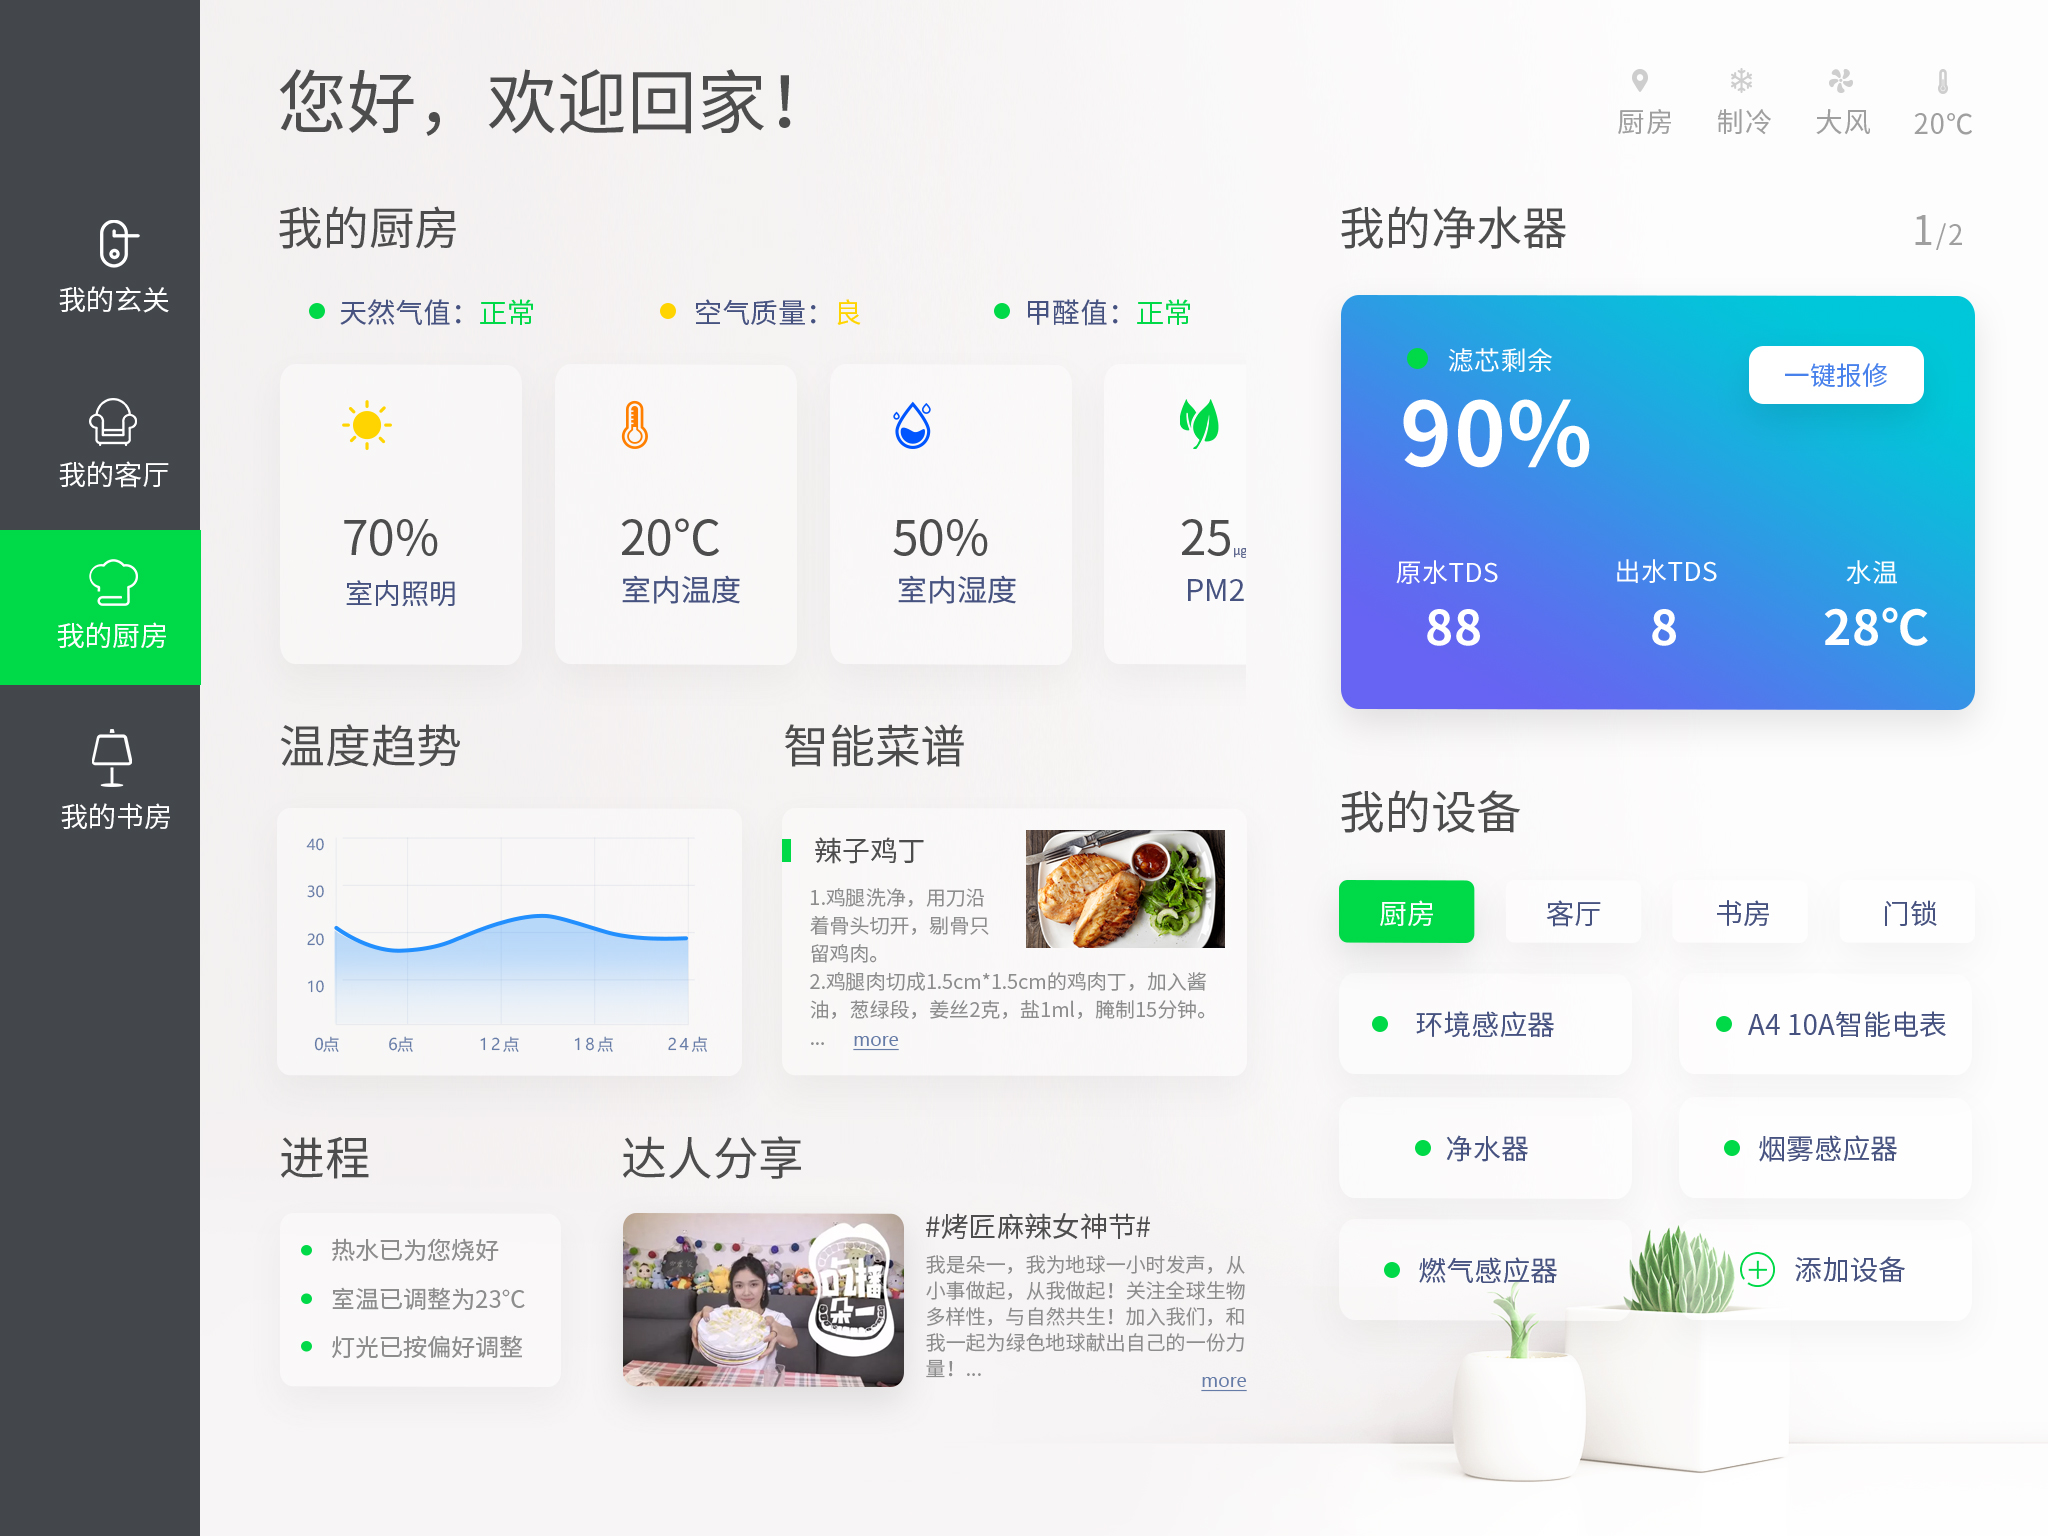 您好，欢迎回家！
厨房
制冷
大风
20℃
我的玄关
我的客厅
我的厨房
我的书房
我的厨房
天然气值：正常
空气质量：良
甲醛值：正常
70%
室内照明
20℃
室内温度
50%
室内湿度
25μg
PM2
我的净水器
1/2
滤芯剩余
90%
一键报修
原水TDS
88
出水TDS
8
水温
28℃
温度趋势
40
30
20
10
0点
6点
12点
18点
24点
智能菜谱
辣子鸡丁
1.鸡腿洗净，用刀沿
着骨头切开，剔骨只
留鸡肉。
2.鸡腿肉切成1.5cm*1.5cm的鸡肉丁，加入酱
油，葱绿段，姜丝2克，盐1ml，腌制15分钟。
... more
我的设备
厨房
客厅
书房
门锁
环境感应器
A4 10A智能电表
净水器
烟雾感应器
燃气感应器
添加设备
进程
热水已为您烧好
室温已调整为23℃
灯光已按偏好调整
达人分享
吃播
朵一
#烤匠麻辣女神节#
我是朵一，我为地球一小时发声，从
小事做起，从我做起！关注全球生物
多样性，与自然共生！加入我们，和
我一起为绿色地球献出自己的一份力
量！...
more